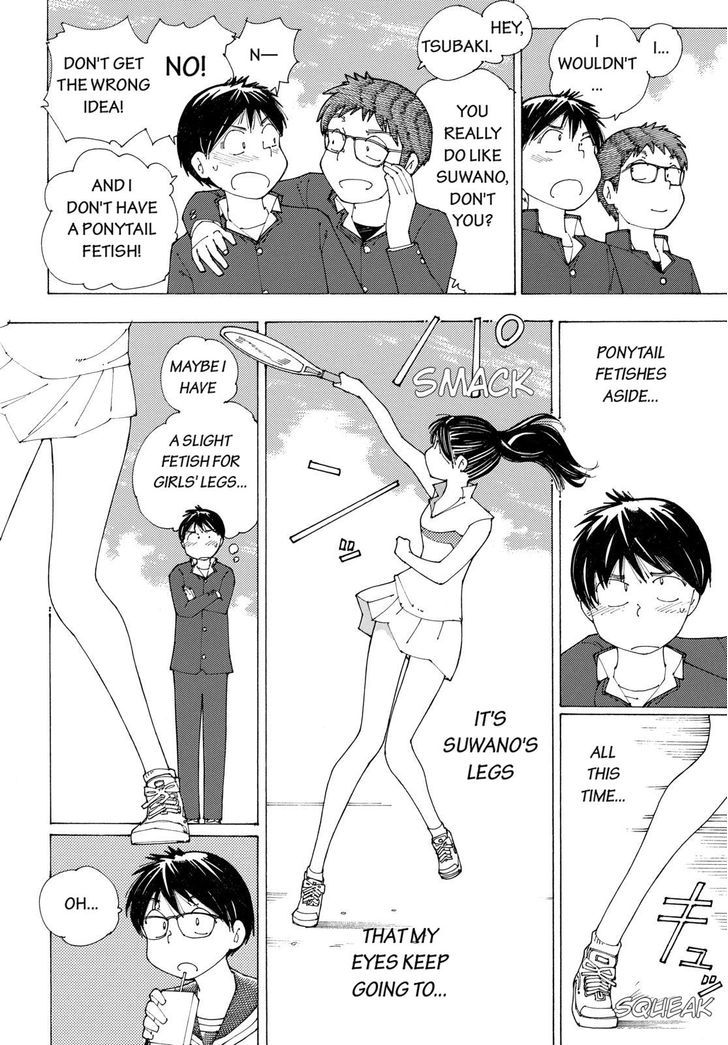 I...
I
WOULDN'T
...
HEY,
TSUBAKI.
YOU
REALLY
DO LIKE
SUWANO,
DON'T
YOU?
N—
NO!
DON'T GET
THE WRONG
IDEA!
AND I
DON'T HAVE
A PONYTAIL
FETISH!
PONYTAIL
FETISHES
ASIDE...
ALL
THIS
TIME...
キュッ
SQUEAK
SMACK
IT'S
SUWANO'S
LEGS
THAT MY
EYES KEEP
GOING TO...
MAYBE I
HAVE
A SLIGHT
FETISH FOR
GIRLS' LEGS...
OH...